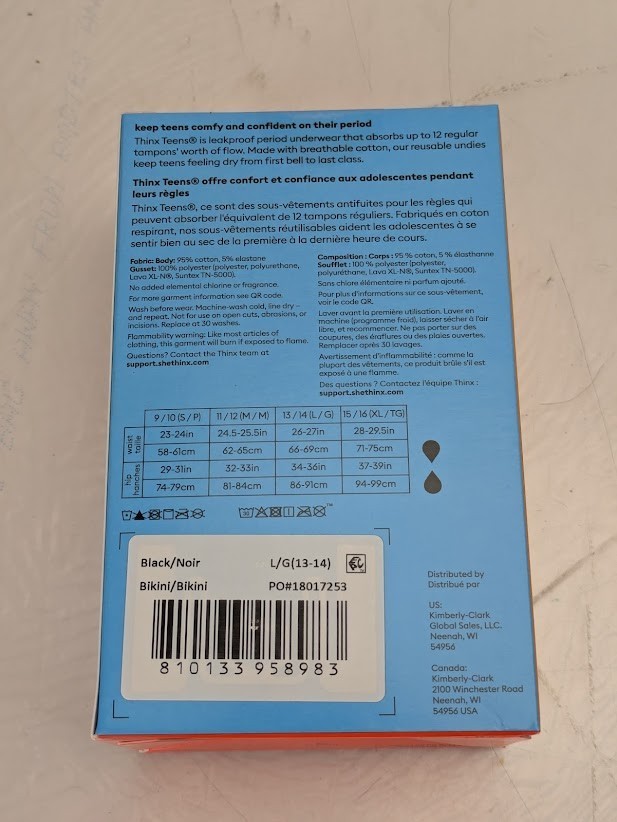 keep teens comfy and confident on their period
Thinx Teens® is leakproof period underwear that absorbs up to 12 regular
tampons' worth of flow. Made with breathable cotton, our reusable undies
keep teens feeling dry from first bell to last class.
Thinx Teens® offre confort et confiance aux adolescentes pendant
leurs règles
Thinx Teens®, ce sont des sous-vêtements antifuites pour les règles qui
peuvent absorber l'équivalent de 12 tampons réguliers. Fabriqués en coton
respirant, nos sous-vêtements réutilisables aident les adolescentes à se
sentir bien au sec de la première à la dernière heure de cours.
Fabric: Body: 95% cotton, 5% elastane
Gusset: 100% polyester (polyester, polyurethane,
Lava XL-N®, Suntex TN-5000).
No added elemental chlorine or fragrance.
For more garment information see QR code.
Wash before wear. Machine-wash cold, line dry –
and repeat. Not for use on open cuts, abrasions, or
incisions. Replace at 30 washes.
Flammability warning: Like most articles of
clothing, this garment will burn if exposed to flame.
Questions? Contact the Thinx team at
support.shethinx.com
Composition : Corps : 95 % coton, 5 % élasthanne
Soufflet : 100 % polyester (polyester,
polyuréthane, Lava XL-N®, Suntex TN-5000).
Sans chlore élémentaire ni parfum ajouté.
Pour plus d'informations sur ce sous-vêtement,
voir le code QR.
Laver avant la première utilisation. Laver en
machine (programme froid), laisser sécher à l'air
libre, et recommencer. Ne pas porter sur des
coupures, des éraflures ou des plaies ouvertes.
Remplacer après 30 lavages.
Avertissement d'inflammabilité : comme la
plupart des vêtements, ce produit brûle s'il est
exposé à une flamme.
Des questions ? Contactez l'équipe Thinx :
support.shethinx.com
9 / 10 (S / P) 11 / 12 (M / M) 13 / 14 (L / G) 15 / 16 (XL / TG)
waist
taille
23-24in 24.5-25.5in 26-27in 28-29.5in
58-61cm 62-65cm 66-69cm 71-75cm
hip
hanches
29-31in 32-33in 34-36in 37-39in
74-79cm 81-84cm 86-91cm 94-99cm
Black/Noir L/G(13-14)
Bikini/Bikini PO#18017253
8 10133 958983
Distributed by
Distribué par
US:
Kimberly-Clark
Global Sales, LLC.
Neenah, WI
54956
Canada:
Kimberly-Clark
2100 Winchester Road
Neenah, WI
54956 USA